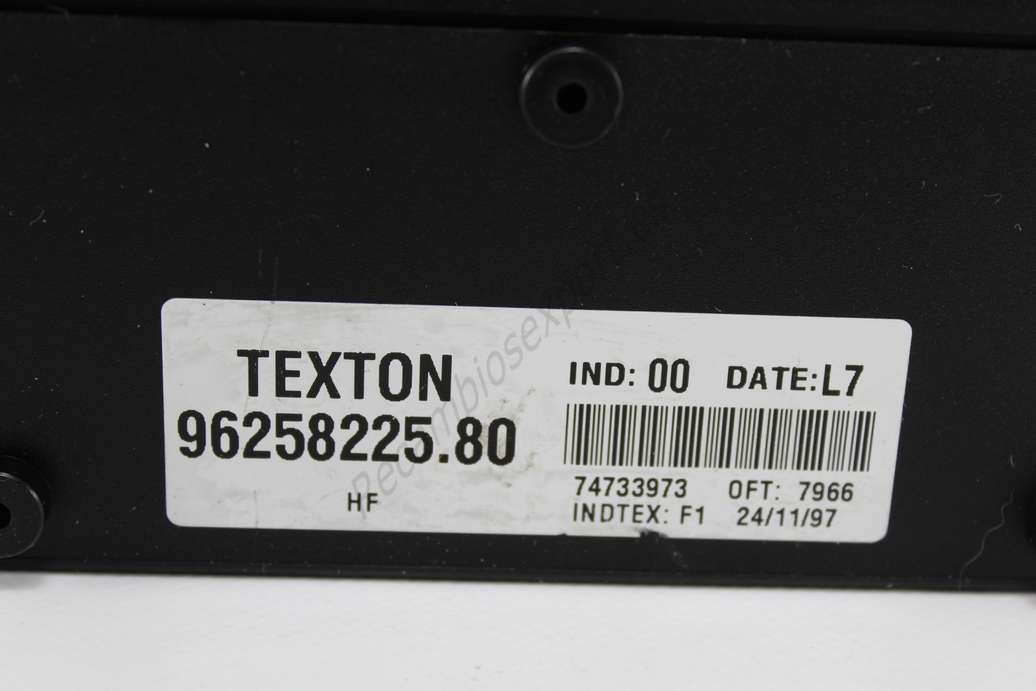 TEXTON
96258225.80
HF
IND: 00 DATE: L7
74733973 OFT: 7966
INDTEX: F1 24/11/97